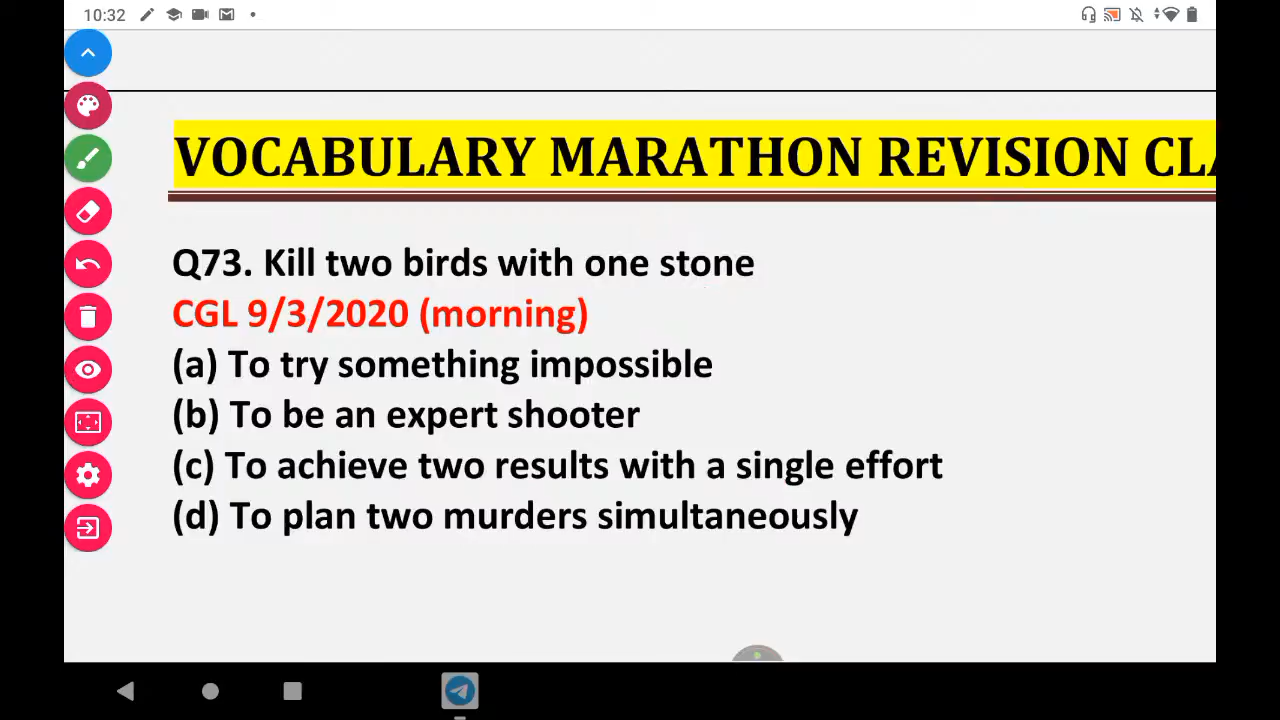 10:32
VOCABULARY MARATHON REVISION
Q73. Kill two birds with one stone
CGL 9/3/2020 (morning)
(a) To try something impossible
(b) To be an expert shooter
(c) To achieve two results with a single effort
(d) To plan two murders simultaneously